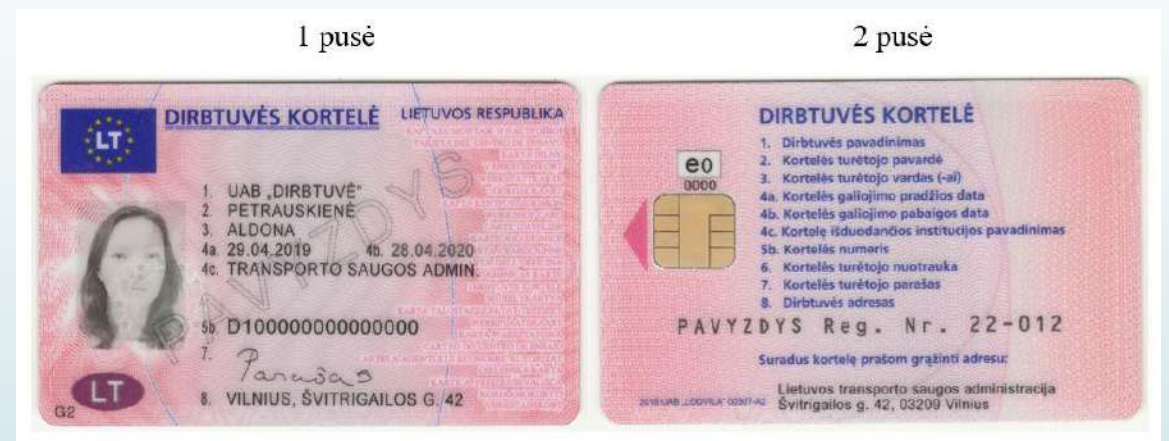 1 pusė
2 pusė
LT
DIRBTUVĖS KORTELĖ
LIETUVOS RESPUBLIKA
1. UAB „DIRBTUVĖ“
2. PETRAUSKIENĖ
3. ALDONA
4a. 29.04.2019 4b. 28.04.2020
4c. TRANSPORTO SAUGOS ADMIN.
5b. D100000000000000
7. Parašas
8. VILNIUS, ŠVITRIGAILOS G. 42
LT
G2
PAVYZDYS
DIRBTUVĖS KORTELĖ
1. Dirbtuvės pavadinimas
2. Kortelės turėtojo pavardė
3. Kortelės turėtojo vardas (-ai)
4a. Kortelės galiojimo pradžios data
4b. Kortelės galiojimo pabaigos data
4c. Kortelę išduodančios institucijos pavadinimas
5b. Kortelės numeris
6. Kortelės turėtojo nuotrauka
7. Kortelės turėtojo parašas
8. Dirbtuvės adresas
e0
0000
PAVYZDYS Reg. Nr. 22-012
Suradus kortelę prašom grąžinti adresu:
Lietuvos transporto saugos administracija
Švitrigailos g. 42, 03209 Vilnius